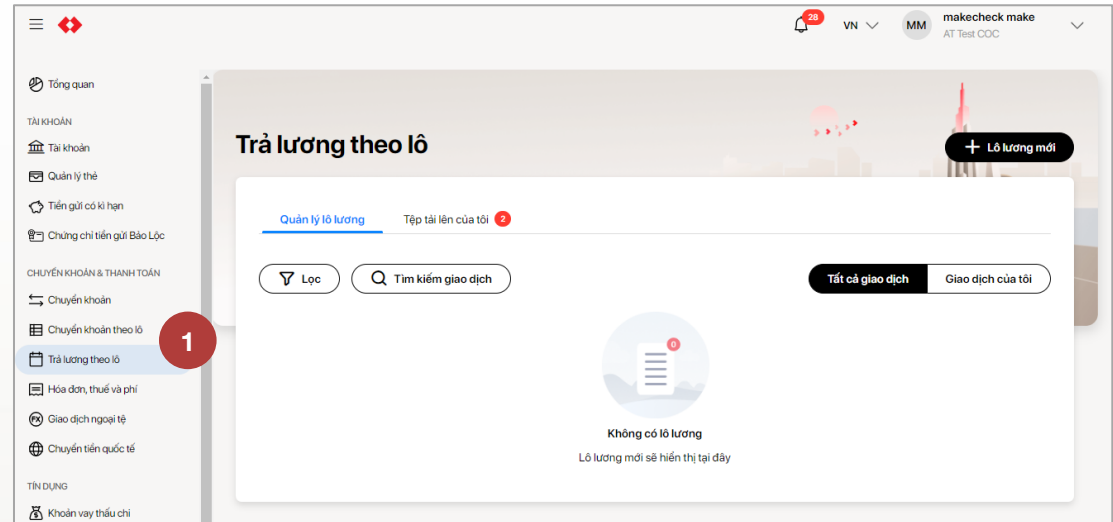 28
VN
MM
makecheck make
AT Test COC
Tổng quan
TÀI KHOẢN
Tài khoản
Quản lý thẻ
Tiền gửi có kì hạn
Chứng chỉ tiền gửi Bảo Lộc
CHUYỂN KHOẢN & THANH TOÁN
Chuyển khoản
Chuyển khoản theo lô
1
Trả lương theo lô
Hóa đơn, thuế và phí
FX Giao dịch ngoại tệ
Chuyển tiền quốc tế
TÍN DỤNG
Khoản vay thấu chi
Trả lương theo lô
+ Lô lương mới
Quản lý lô lương
Tệp tải lên của tôi 2
Lọc
Tìm kiếm giao dịch
Tất cả giao dịch
Giao dịch của tôi
0
Không có lô lương
Lô lương mới sẽ hiển thị tại đây